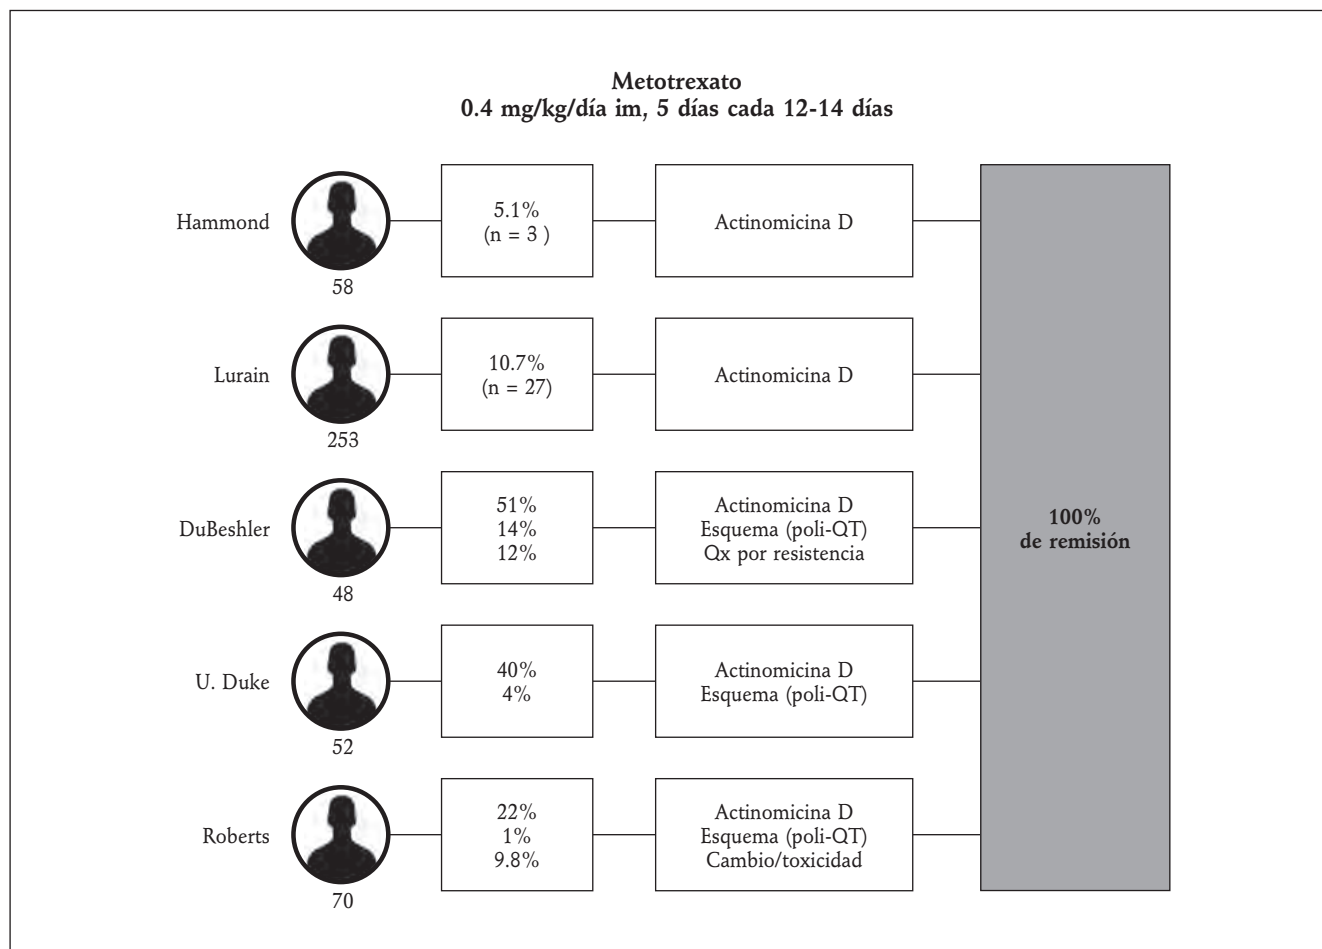 Metotrexato
0.4 mg/kg/día im, 5 días cada 12-14 días
Hammond
58
5.1%
(n = 3 )
Actinomicina D
Lurain
253
10.7%
(n = 27)
Actinomicina D
DuBeshler
48
51%
14%
12%
Actinomicina D
Esquema (poli-QT)
Qx por resistencia
U. Duke
52
40%
4%
Actinomicina D
Esquema (poli-QT)
Roberts
70
22%
1%
9.8%
Actinomicina D
Esquema (poli-QT)
Cambio/toxicidad
100%
de remisión